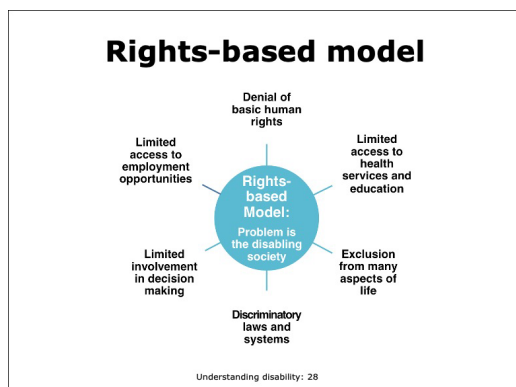 Rights-based model
Denial of
basic human
rights
Limited
access to
health
services and
education
Exclusion
from many
aspects of
life
Discriminatory
laws and
systems
Limited
involvement
in decision
making
Limited
access to
employment
opportunities
Rights-
based
Model:
Problem is
the disabling
society
Understanding disability: 28